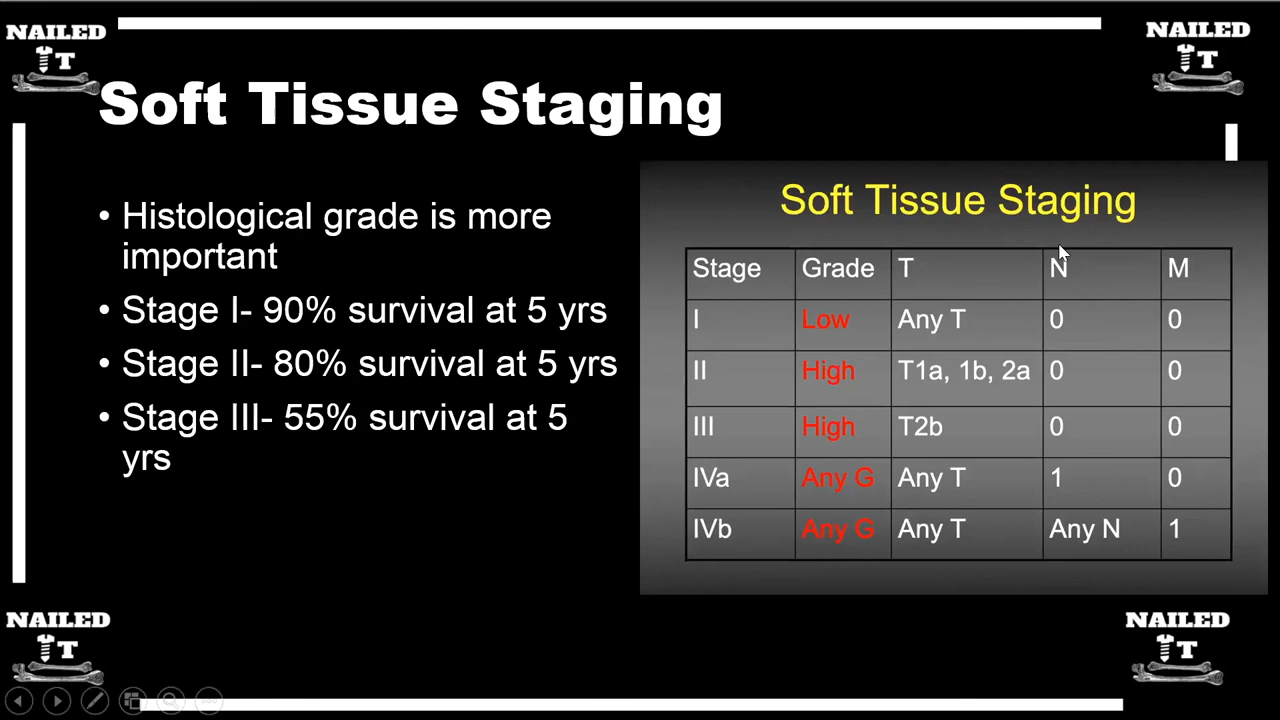 NAILED
IT
NAILED
IT
Soft Tissue Staging
• Histological grade is more
important
• Stage I- 90% survival at 5 yrs
• Stage II- 80% survival at 5 yrs
• Stage III- 55% survival at 5
yrs
Soft Tissue Staging
Stage Grade T N M
I Low Any T 0 0
II High T1a, 1b, 2a 0 0
III High T2b 0 0
IVa Any G Any T 1 0
IVb Any G Any T Any N 1
NAILED
IT
NAILED
IT